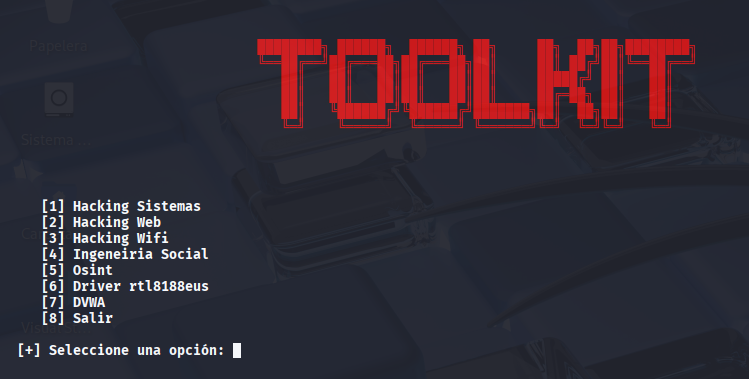 Papelera
TOOLKIT
Sistema
[1] Hacking Sistemas
[2] Hacking Web
[3] Hacking Wifi
[4] Ingeneiria Social
[5] Osint
[6] Driver rtl8188eus
[7] DVWA
[8] Salir
[+] Seleccione una opción: